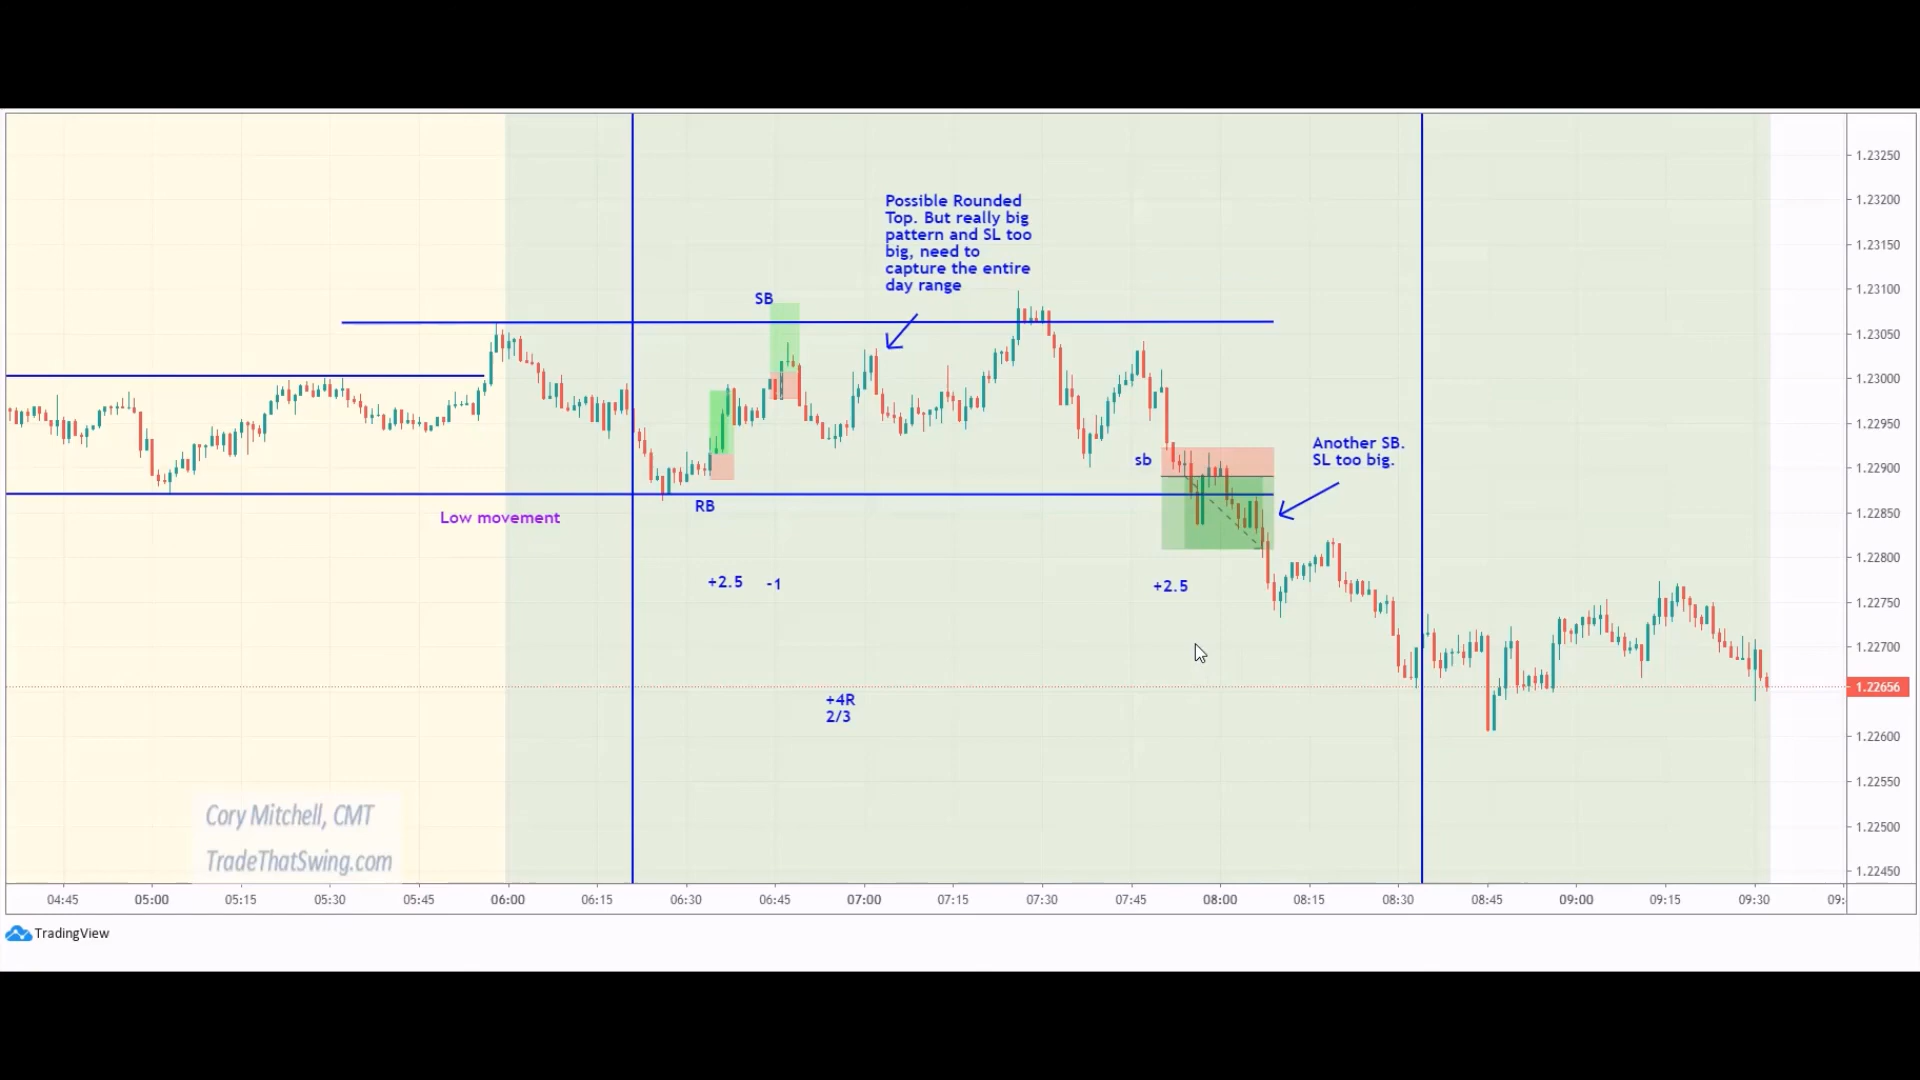 Possible Rounded
Top. But really big
pattern and SL too
big, need to
capture the entire
day range
SB
Another SB.
SL too big.
sb
RB
Low movement
+2.5
-1
+2.5
+4R
2/3
Cory Mitchell, CMT
TradeThatSwing.com
1.23250
1.23200
1.23150
1.23100
1.23050
1.23000
1.22950
1.22900
1.22850
1.22800
1.22750
1.22700
1.22656
1.22600
1.22550
1.22500
1.22450
04:45
05:00
05:15
05:30
05:45
06:00
06:15
06:30
06:45
07:00
07:15
07:30
07:45
08:00
08:15
08:30
08:45
09:00
09:15
09:30
09:
TradingView